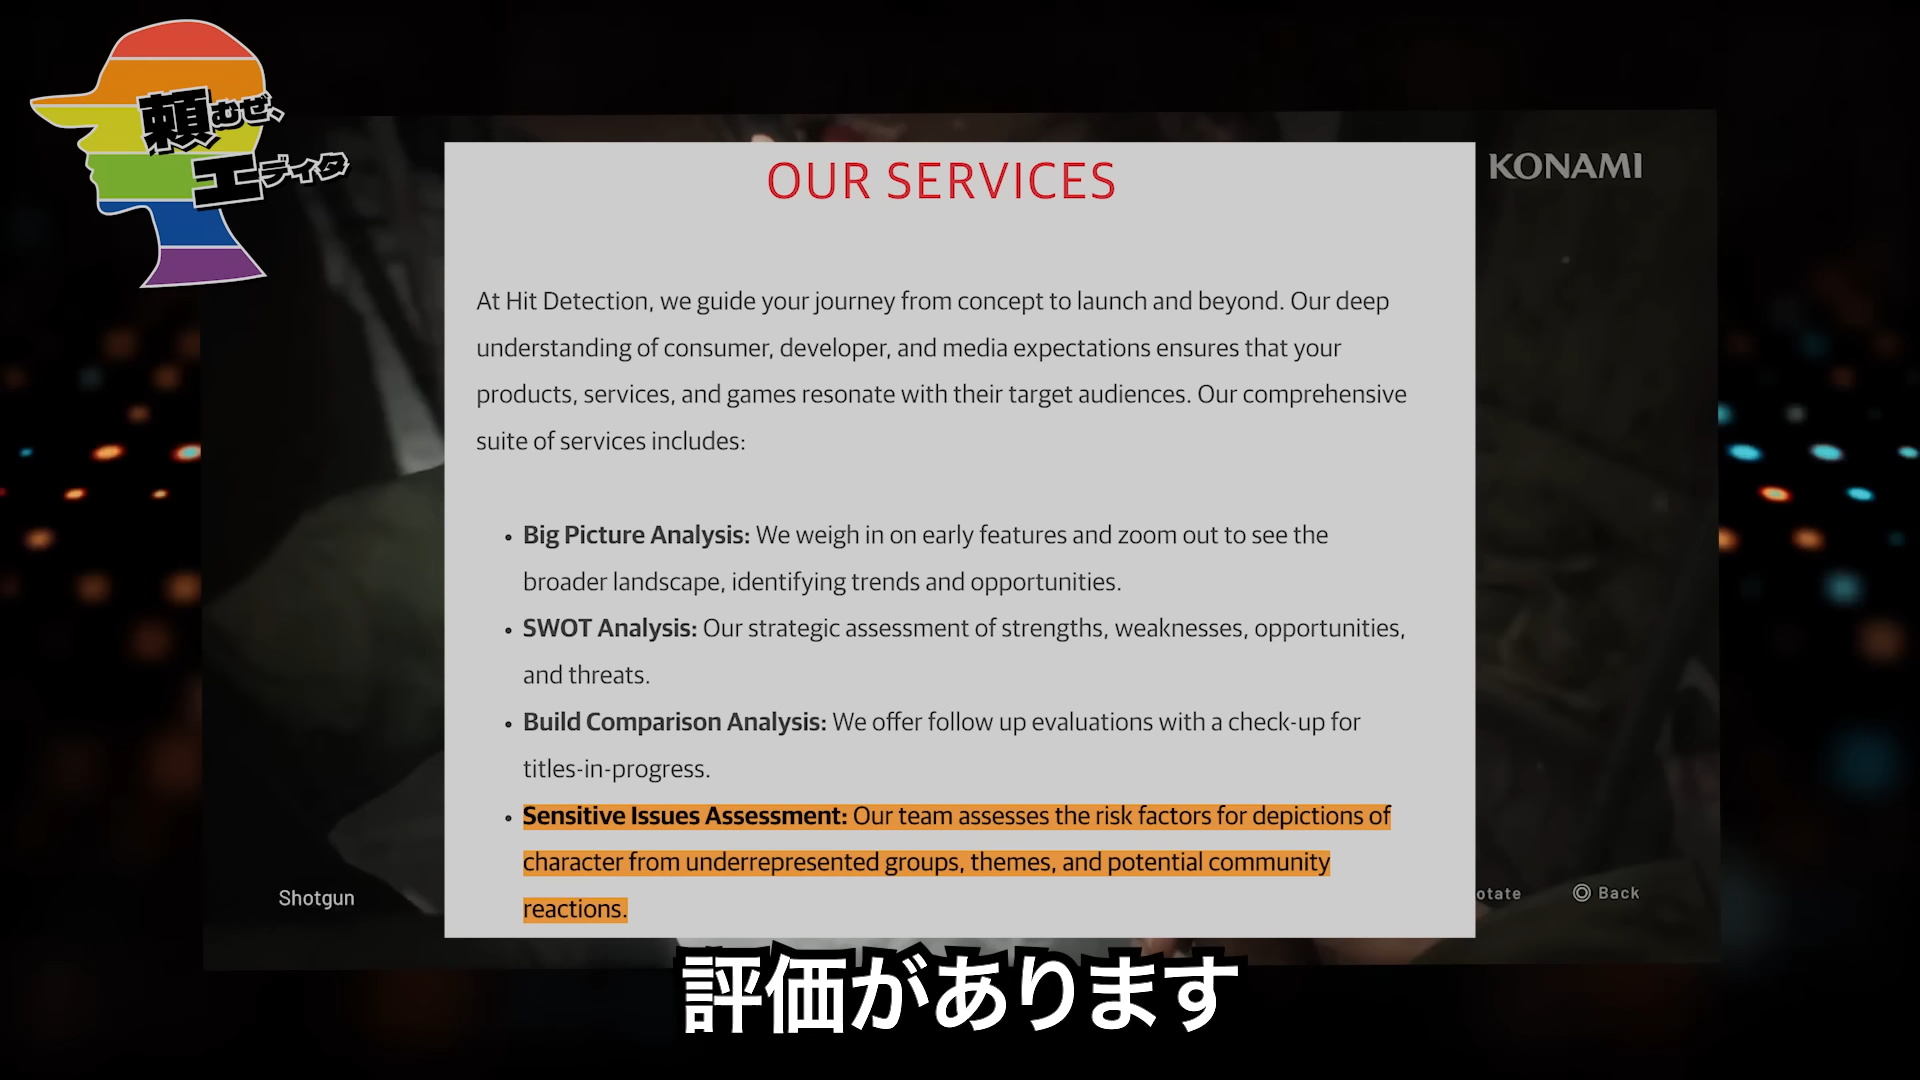 頼むぜ、
エディタ
KONAMI
OUR SERVICES
At Hit Detection, we guide your journey from concept to launch and beyond. Our deep
understanding of consumer, developer, and media expectations ensures that your
products, services, and games resonate with their target audiences. Our comprehensive
suite of services includes:
• Big Picture Analysis: We weigh in on early features and zoom out to see the
broader landscape, identifying trends and opportunities.
• SWOT Analysis: Our strategic assessment of strengths, weaknesses, opportunities,
and threats.
• Build Comparison Analysis: We offer follow up evaluations with a check-up for
titles-in-progress.
• Sensitive Issues Assessment: Our team assesses the risk factors for depictions of
character from underrepresented groups, themes, and potential community
reactions.
Shotgun
otate
Back
評価があります